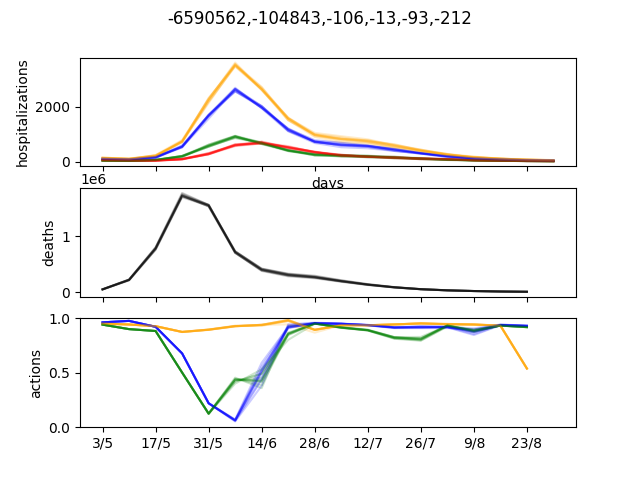 -6590562,-104843,-106,-13,-93,-212
hospitalizations
2000
0
days
1e6
deaths
1
0
actions
1.0
0.5
0.0
3/5 17/5 31/5 14/6 28/6 12/7 26/7 9/8 23/8